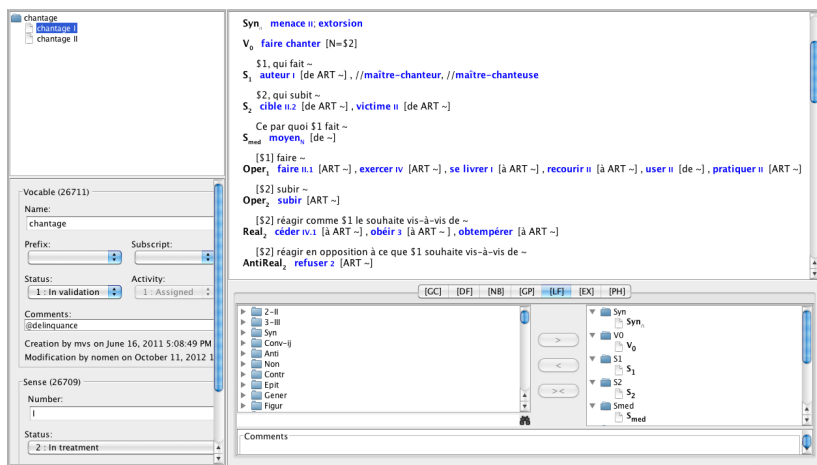 chantage
chantage I
chantage II
Vocable (26711)
Name:
chantage
Prefix:
Subscript:
Status:
Activity:
1 : In validation
1 : Assigned
Comments:
@delinquance
Creation by mvs on June 16, 2011 5:08:49 PM
Modification by nomen on October 11, 2012 1
Sense (26709)
Number:
I
Status:
2 : In treatment
Synₙ menace II; extorsion
V₀ faire chanter [N=$2]
$1, qui fait ~
S₁ auteur I [de ART ~] , //maître-chanteur, //maître-chanteuse
$2, qui subit ~
S₂ cible II.2 [de ART ~] , victime II [de ART ~]
Ce par quoi $1 fait ~
Smed moyenN [de ~]
[$1] faire ~
Oper₁ faire II.1 [ART ~] , exercer IV [ART ~] , se livrer I [à ART ~] , recourir II [à ART ~] , user II [de ~] , pratiquer II [ART ~]
[$2] subir ~
Oper₂ subir [ART ~]
[$2] réagir comme $1 le souhaite vis-à-vis de ~
Real₂ céder IV.1 [à ART ~] , obéir 3 [à ART ~ ] , obtempérer [à ART ~]
[$2] réagir en opposition à ce que $1 souhaite vis-à-vis de ~
AntiReal₂ refuser 2 [ART ~]
[GC] [DF] [NB] [GP] [LF] [EX] [PH]
2-II
3-III
Syn
Conv-ij
Anti
Non
Contr
Epit
Gener
Figur
>
<
><
Syn
Synₙ
V0
V₀
S1
S₁
S2
S₂
Smed
Smed
Comments